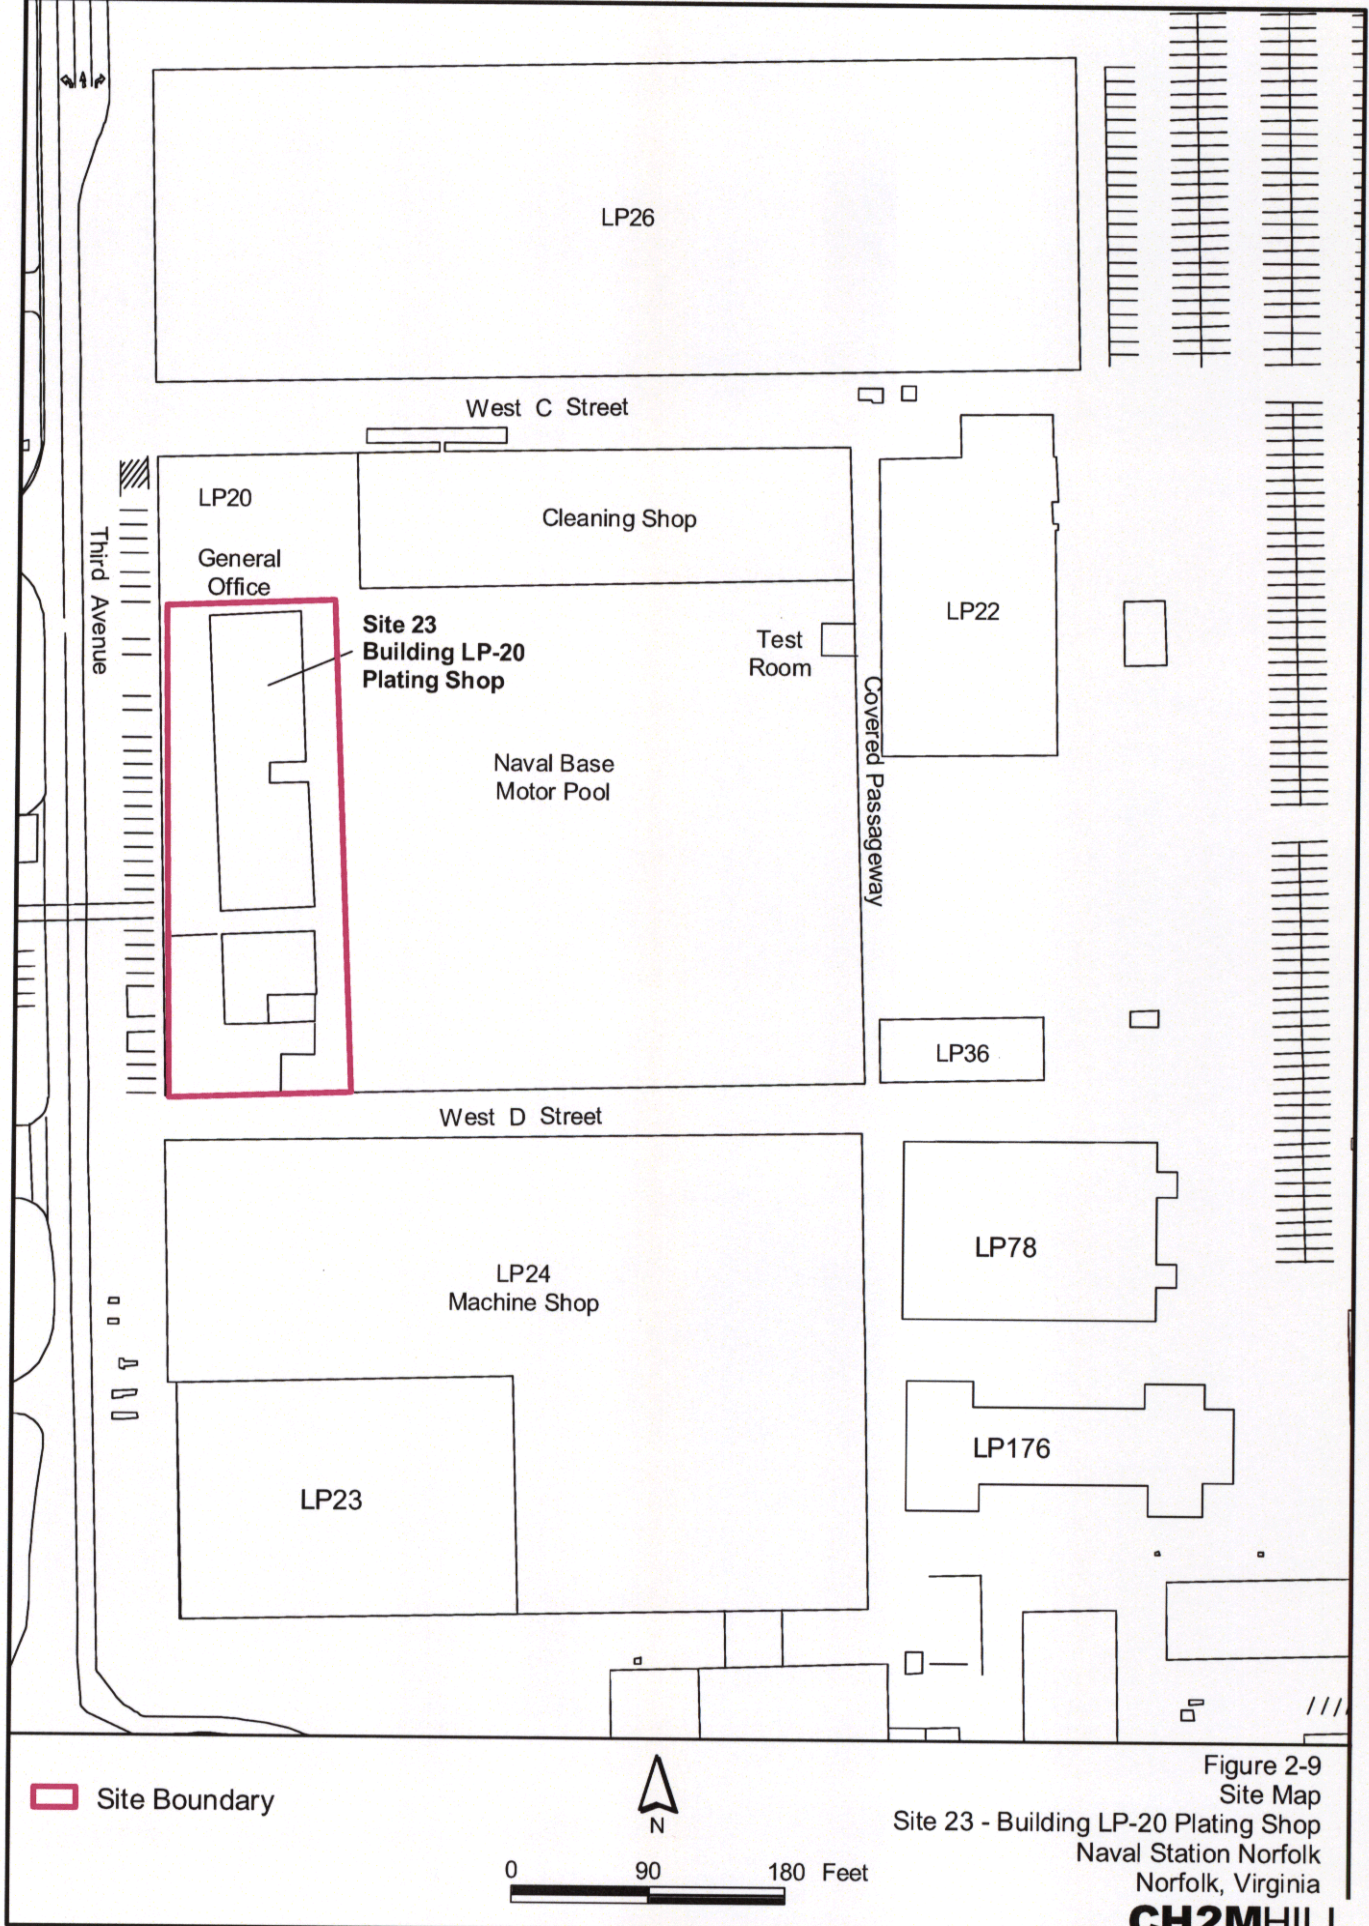 LP26
West C Street
LP20
Cleaning Shop
General
Office
Third Avenue
Site 23
Building LP-20
Plating Shop
Test
Room
LP22
Covered Passageway
Naval Base
Motor Pool
LP36
West D Street
LP78
LP24
Machine Shop
LP176
LP23
Site Boundary
N
0 90 180 Feet
Figure 2-9
Site Map
Site 23 - Building LP-20 Plating Shop
Naval Station Norfolk
Norfolk, Virginia
CH2MHILL